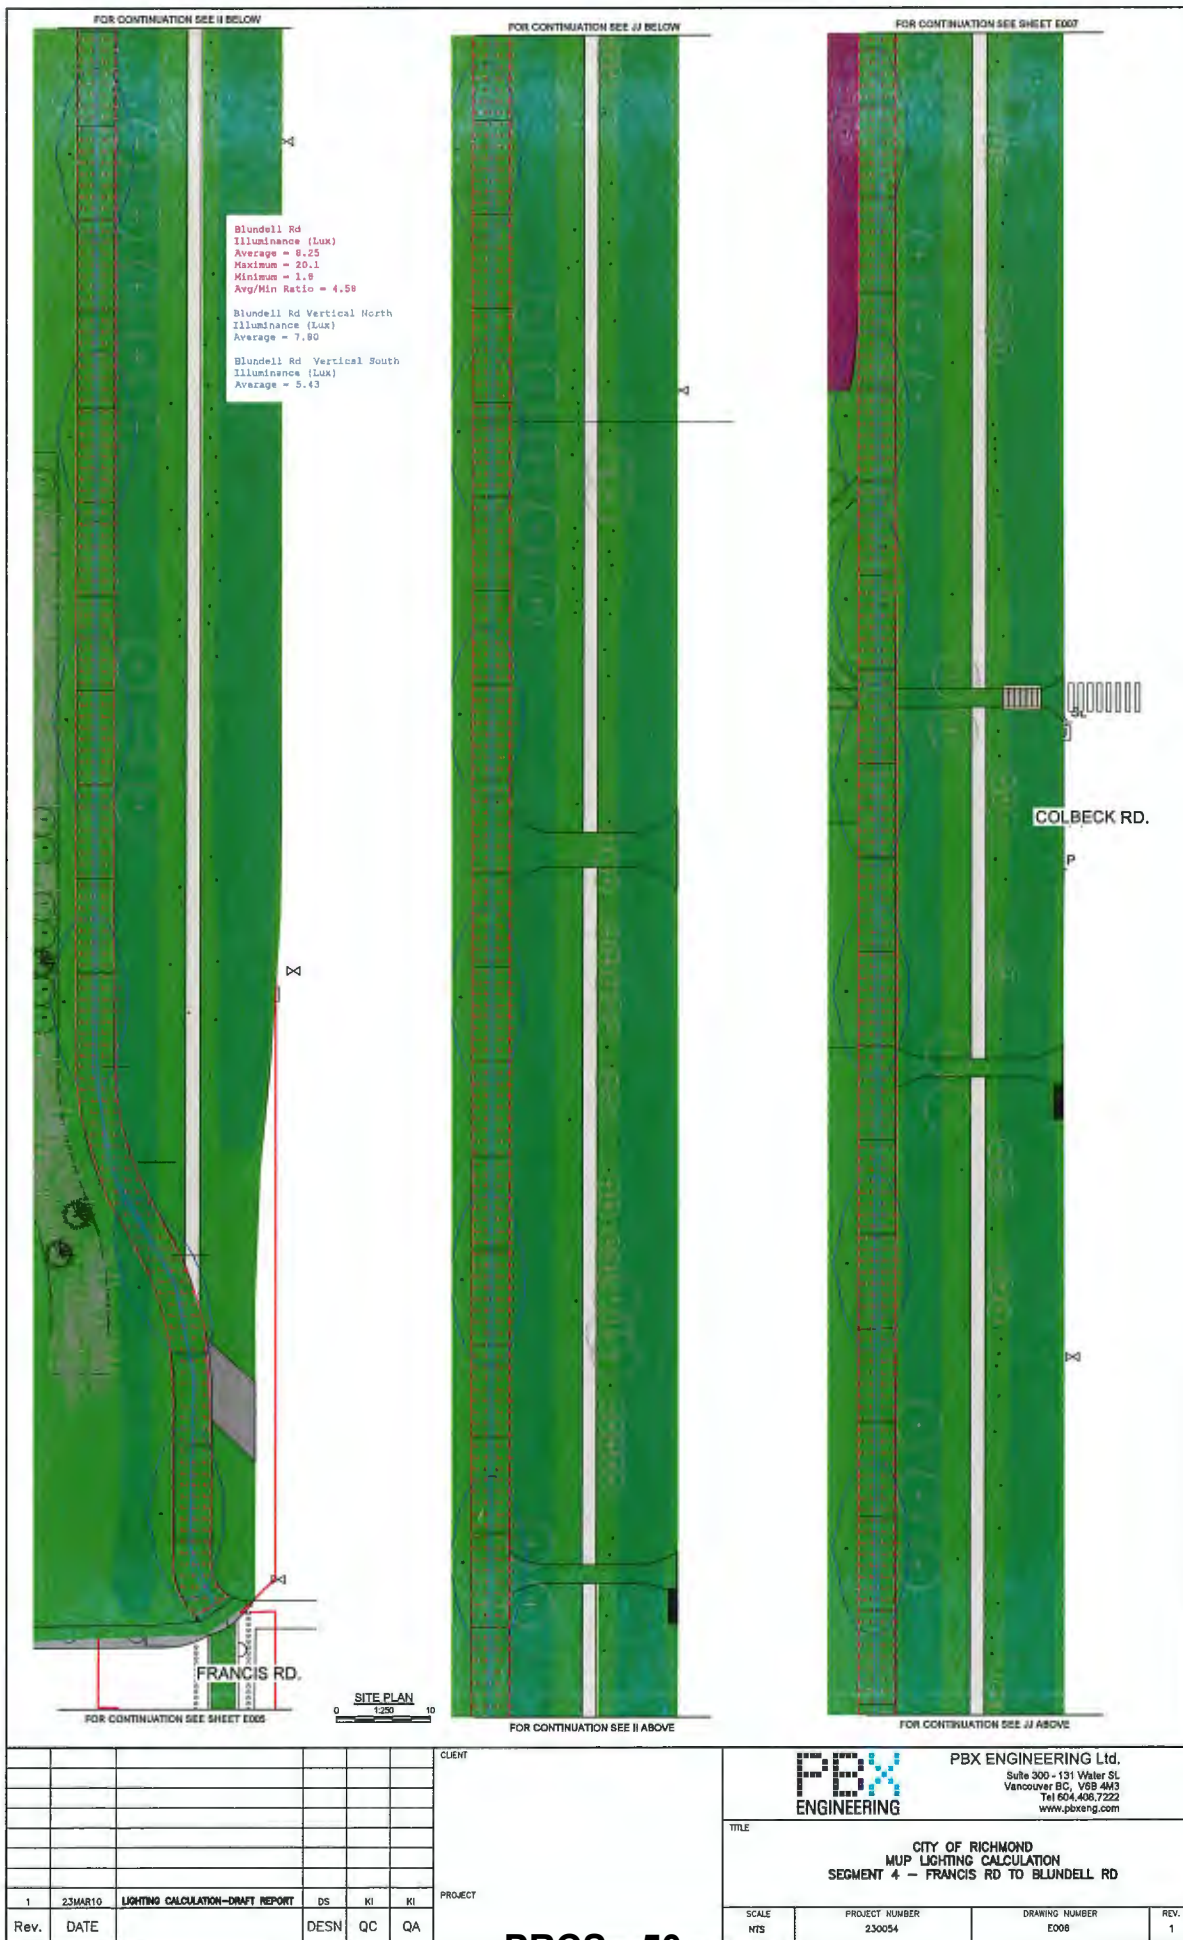 FOR CONTINUATION SEE II BELOW
FOR CONTINUATION SEE JJ BELOW
FOR CONTINUATION SEE SHEET E007
Blundell Rd
Illuminance (Lux)
Average = 8.25
Maximum = 20.1
Minimum = 1.8
Avg/Min Ratio = 4.58
Blundell Rd Vertical North
Illuminance (Lux)
Average = 7.80
Blundell Rd Vertical South
Illuminance (Lux)
Average = 5.43
SL
COLBECK RD.
P
FRANCIS RD.
SITE PLAN
0 1:250 10
FOR CONTINUATION SEE SHEET E005
FOR CONTINUATION SEE II ABOVE
FOR CONTINUATION SEE JJ ABOVE
CLIENT
PBX ENGINEERING
PBX ENGINEERING Ltd.
Suite 300 - 131 Water St.
Vancouver BC, V6B 4M3
Tel 604.408.7222
www.pbxeng.com
TITLE
CITY OF RICHMOND
MUP LIGHTING CALCULATION
SEGMENT 4 - FRANCIS RD TO BLUNDELL RD
1 23MAR10 LIGHTING CALCULATION-DRAFT REPORT DS KI KI
Rev. DATE DESN QC QA
PROJECT
SCALE PROJECT NUMBER DRAWING NUMBER REV.
NTS 230054 E006 1